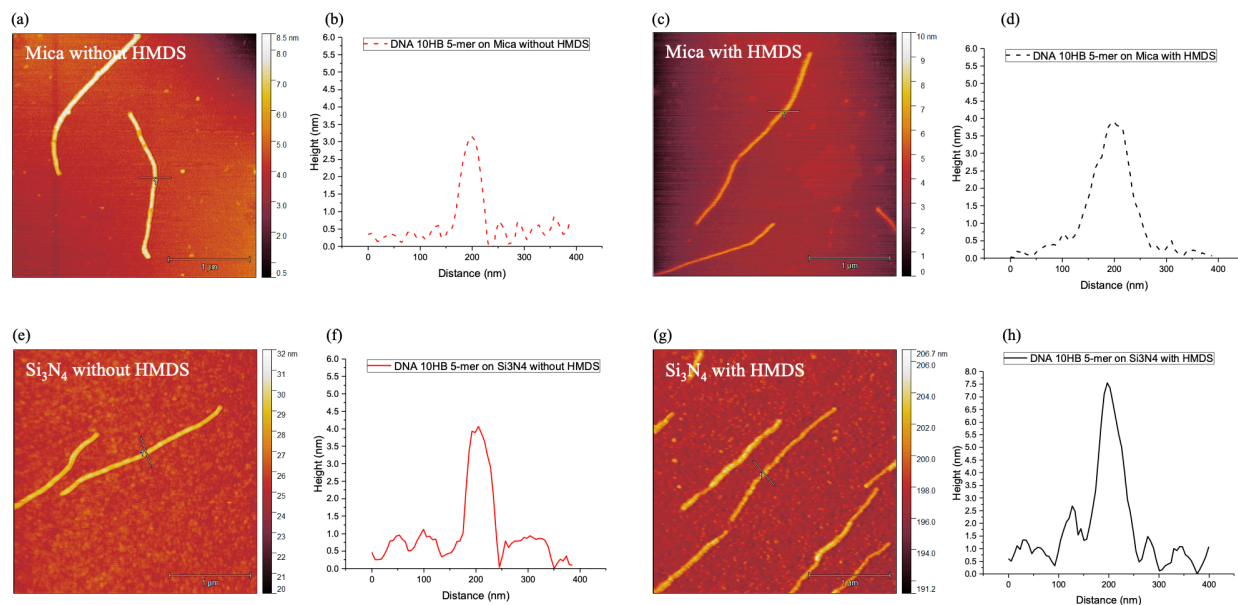 (a)
Mica without HMDS
1 µm
8.5 nm
8.0
7.0
6.0
5.0
4.0
3.0
2.0
0.5
(b)
DNA 10HB 5-mer on Mica without HMDS
Height (nm)
6.0
5.5
5.0
4.5
4.0
3.5
3.0
2.5
2.0
1.5
1.0
0.5
0.0
0 100 200 300 400
Distance (nm)
(c)
Mica with HMDS
1 µm
10 nm
9
8
7
6
5
4
3
2
0
(d)
DNA 10HB 5-mer on Mica with HMDS
Height (nm)
6.0
5.5
5.0
4.5
4.0
3.5
3.0
2.5
2.0
1.5
1.0
0.5
0.0
0 100 200 300 400
Distance (nm)
(e)
Si₃N₄ without HMDS
1 µm
32 nm
31
30
29
28
27
26
25
24
23
22
21
20
(f)
DNA 10HB 5-mer on Si3N4 without HMDS
Height (nm)
6.0
5.5
5.0
4.5
4.0
3.5
3.0
2.5
2.0
1.5
1.0
0.5
0.0
0 100 200 300 400
Distance (nm)
(g)
Si₃N₄ with HMDS
1 µm
206.7 nm
206.0
204.0
202.0
200.0
198.0
196.0
194.0
191.2
(h)
DNA 10HB 5-mer on Si3N4 with HMDS
Height (nm)
8.0
7.5
7.0
6.5
6.0
5.5
5.0
4.5
4.0
3.5
3.0
2.5
2.0
1.5
1.0
0.5
0.0
0 100 200 300 400
Distance (nm)